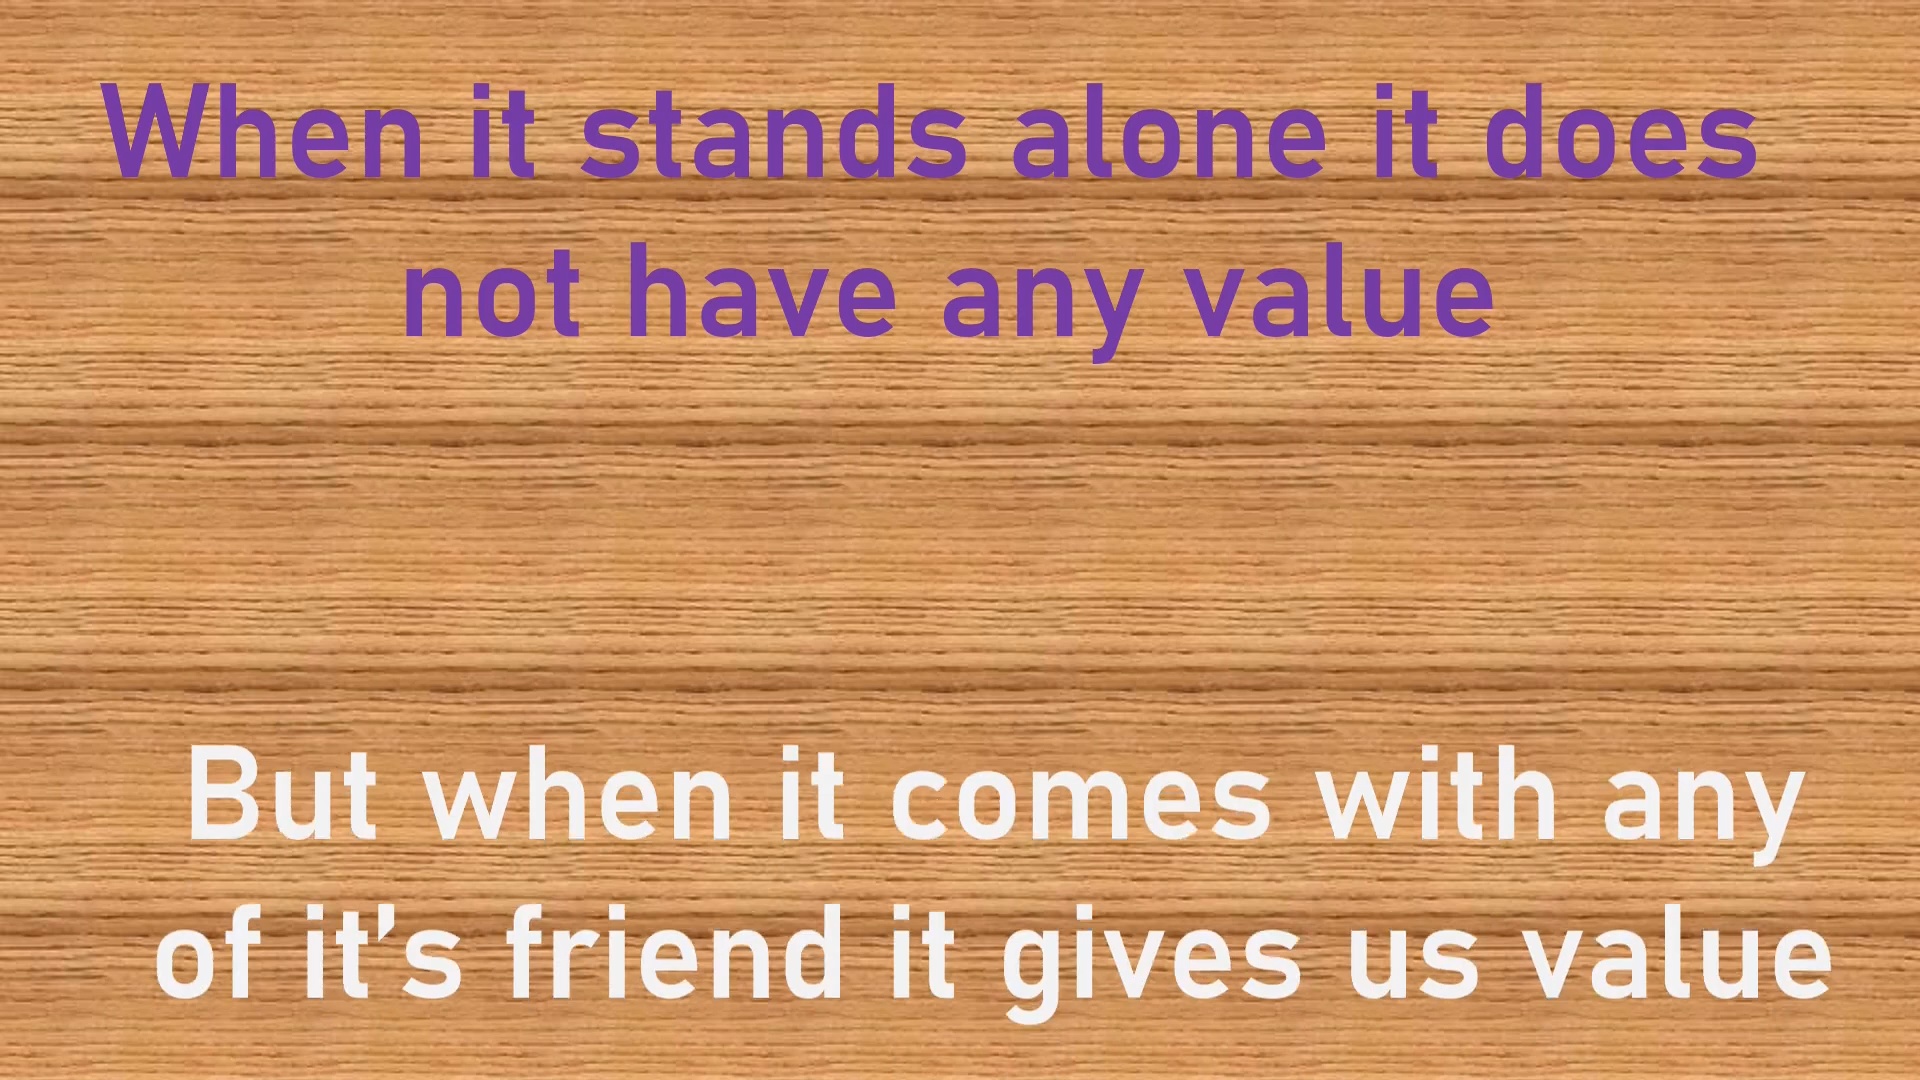 When it stands alone it does
not have any value
But when it comes with any
of it’s friend it gives us value